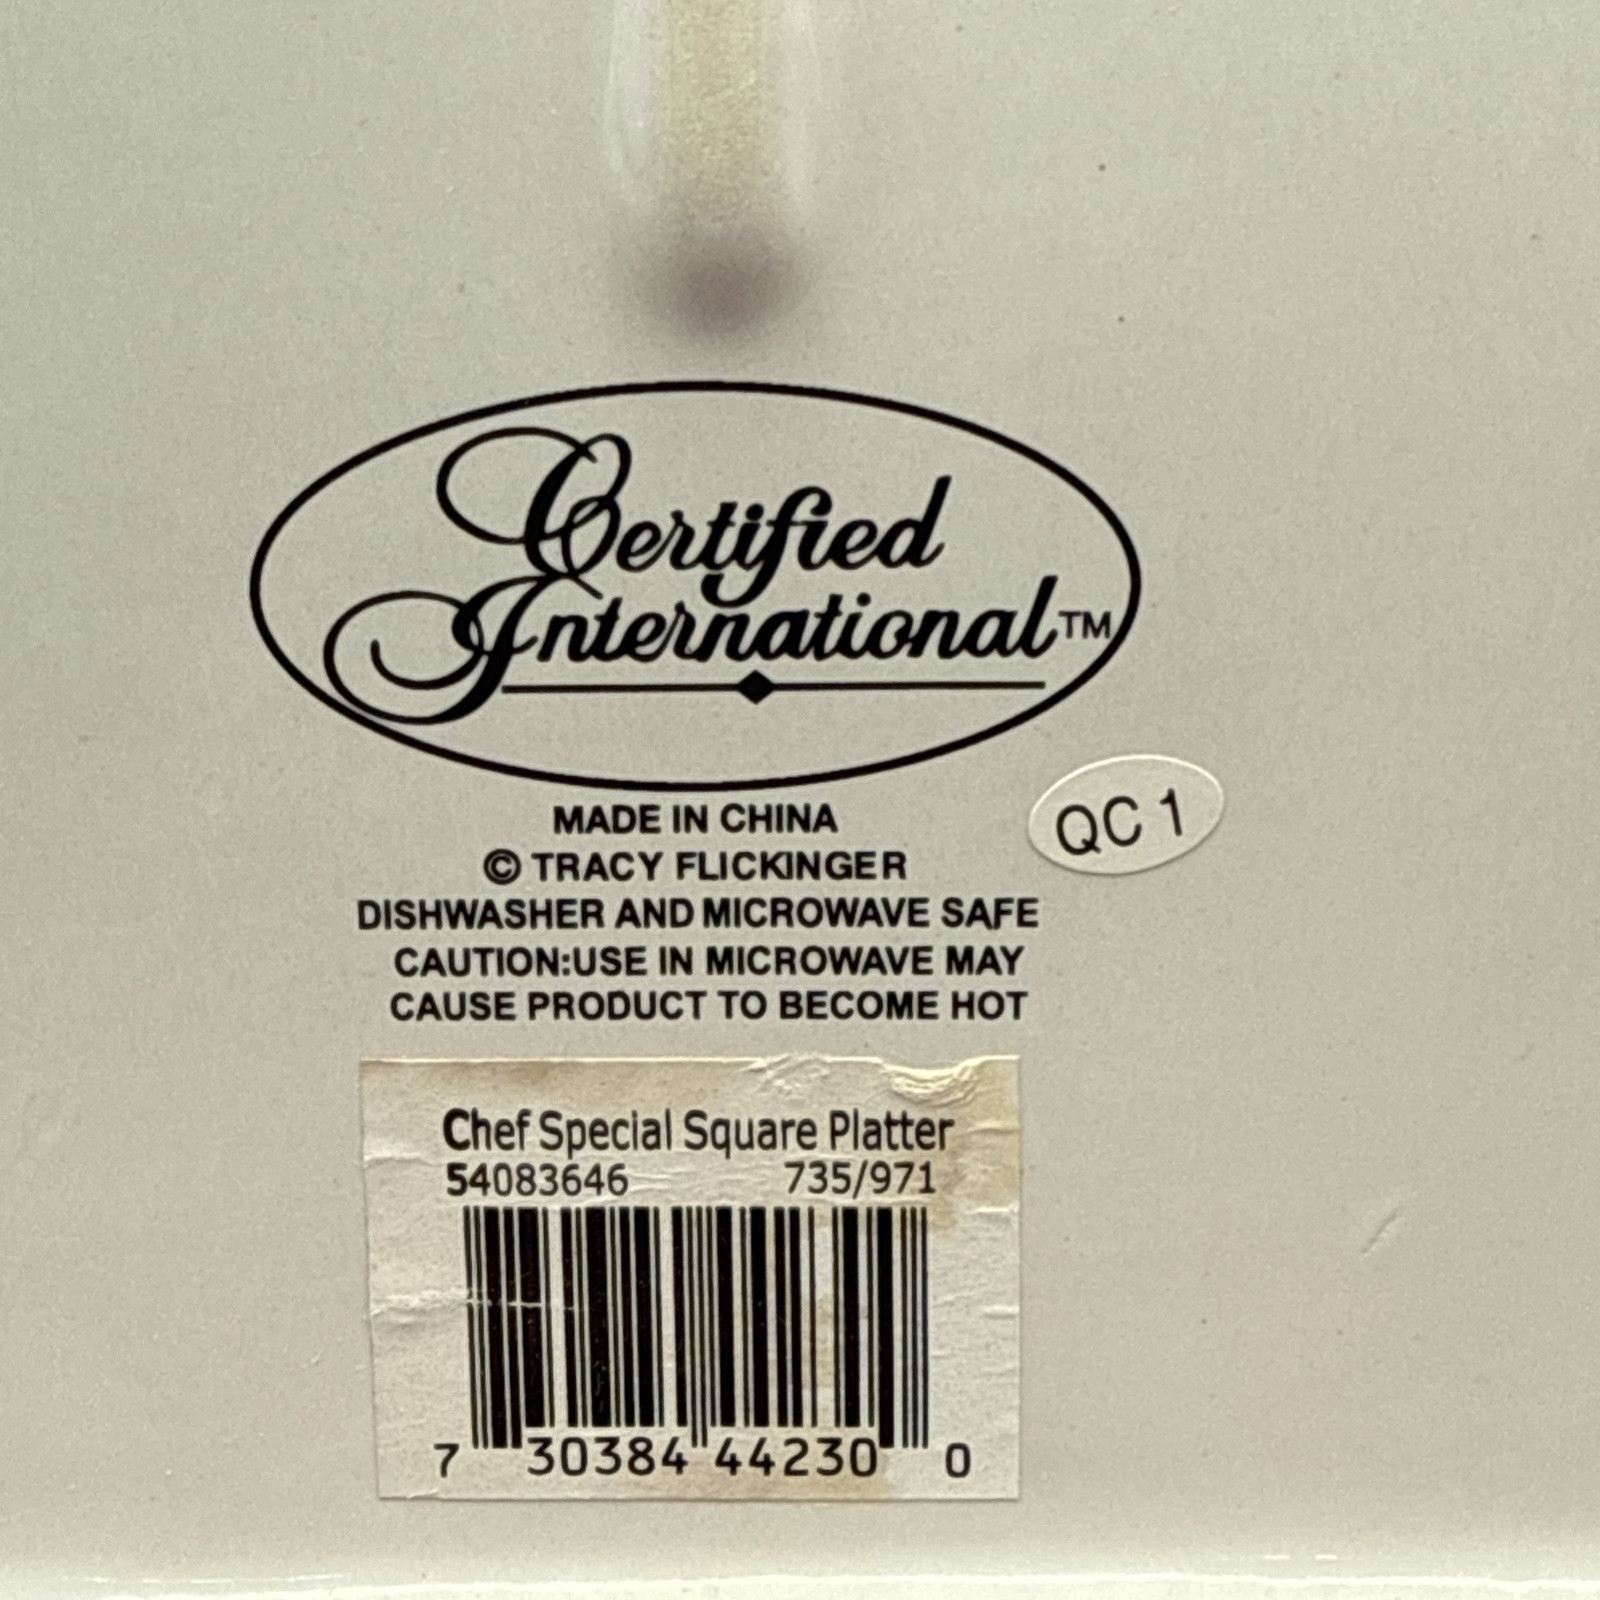 Certified
International™
MADE IN CHINA
QC 1
© TRACY FLICKINGER
DISHWASHER AND MICROWAVE SAFE
CAUTION:USE IN MICROWAVE MAY
CAUSE PRODUCT TO BECOME HOT
Chef Special Square Platter
54083646 735/971
7 30384 44230 0